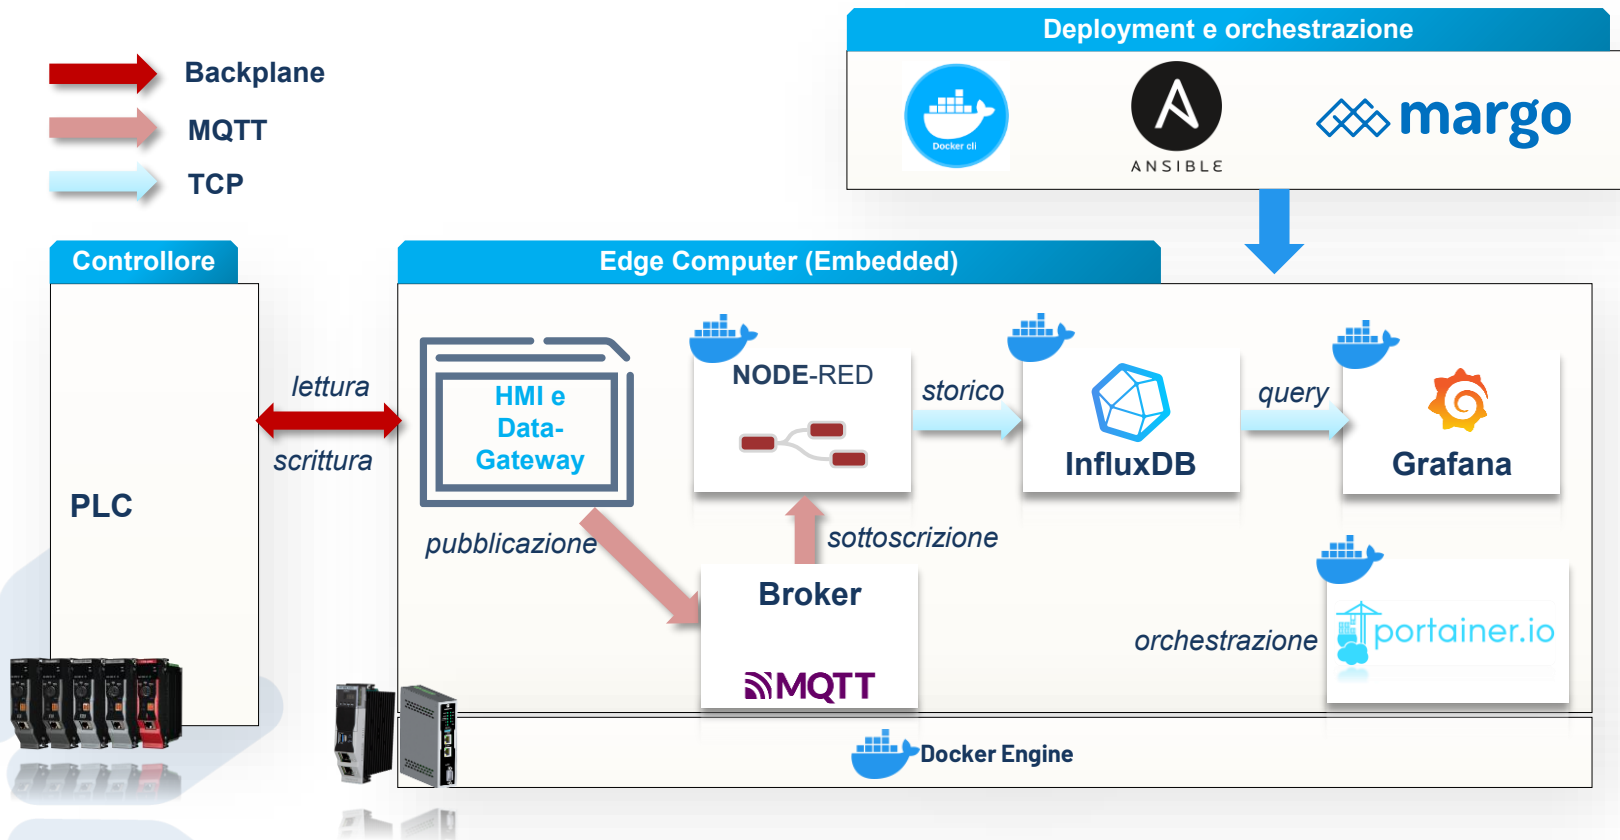 Deployment e orchestrazione
Backplane
MQTT
TCP
Docker cli
ANSIBLE
margo
Controllore
Edge Computer (Embedded)
PLC
lettura
scrittura
HMI e
Data-
Gateway
NODE-RED
storico
InfluxDB
query
Grafana
pubblicazione
sottoscrizione
Broker
MQTT
orchestrazione
portainer.io
Docker Engine